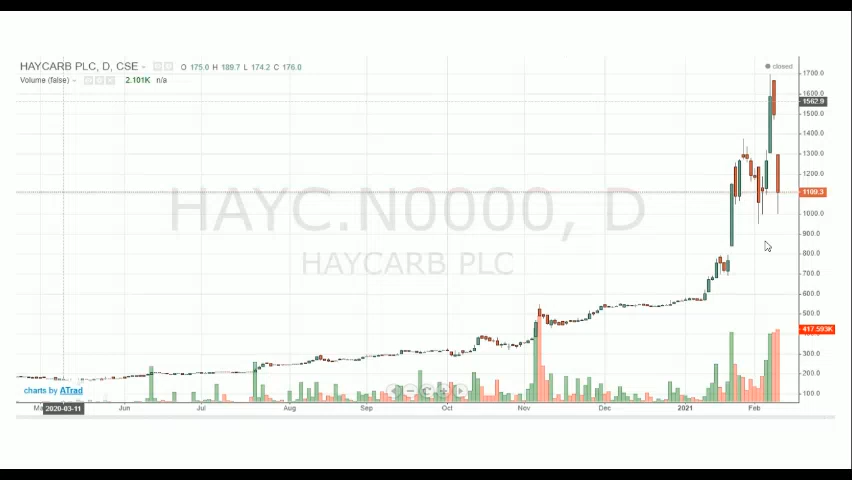 HAYCARB PLC, D, CSE
O 175.0 H 189.7 L 174.2 C 176.0
closed
Volume (false)
2.101K n/a
1700.0
1600.0
1562.9
1500.0
1400.0
1300.0
1200.0
1109.3
1000.0
900.0
800.0
700.0
600.0
500.0
417.593K
300.0
200.0
100.0
HAYC.N0000, D
HAYCARB PLC
charts by ATrad
2020-03-11
Jun
Jul
Aug
Sep
Oct
Nov
Dec
2021
Feb